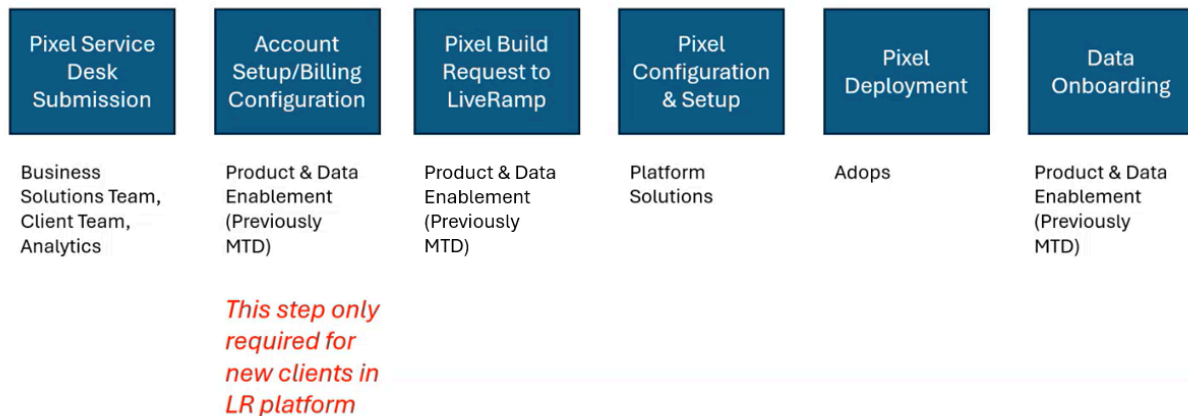 Pixel Service
Desk
Submission
Account
Setup/Billing
Configuration
Pixel Build
Request to
LiveRamp
Pixel
Configuration
& Setup
Pixel
Deployment
Data
Onboarding
Business
Solutions Team,
Client Team,
Analytics
Product & Data
Enablement
(Previously
MTD)
Product & Data
Enablement
(Previously
MTD)
Platform
Solutions
Adops
Product & Data
Enablement
(Previously
MTD)
This step only
required for
new clients in
LR platform